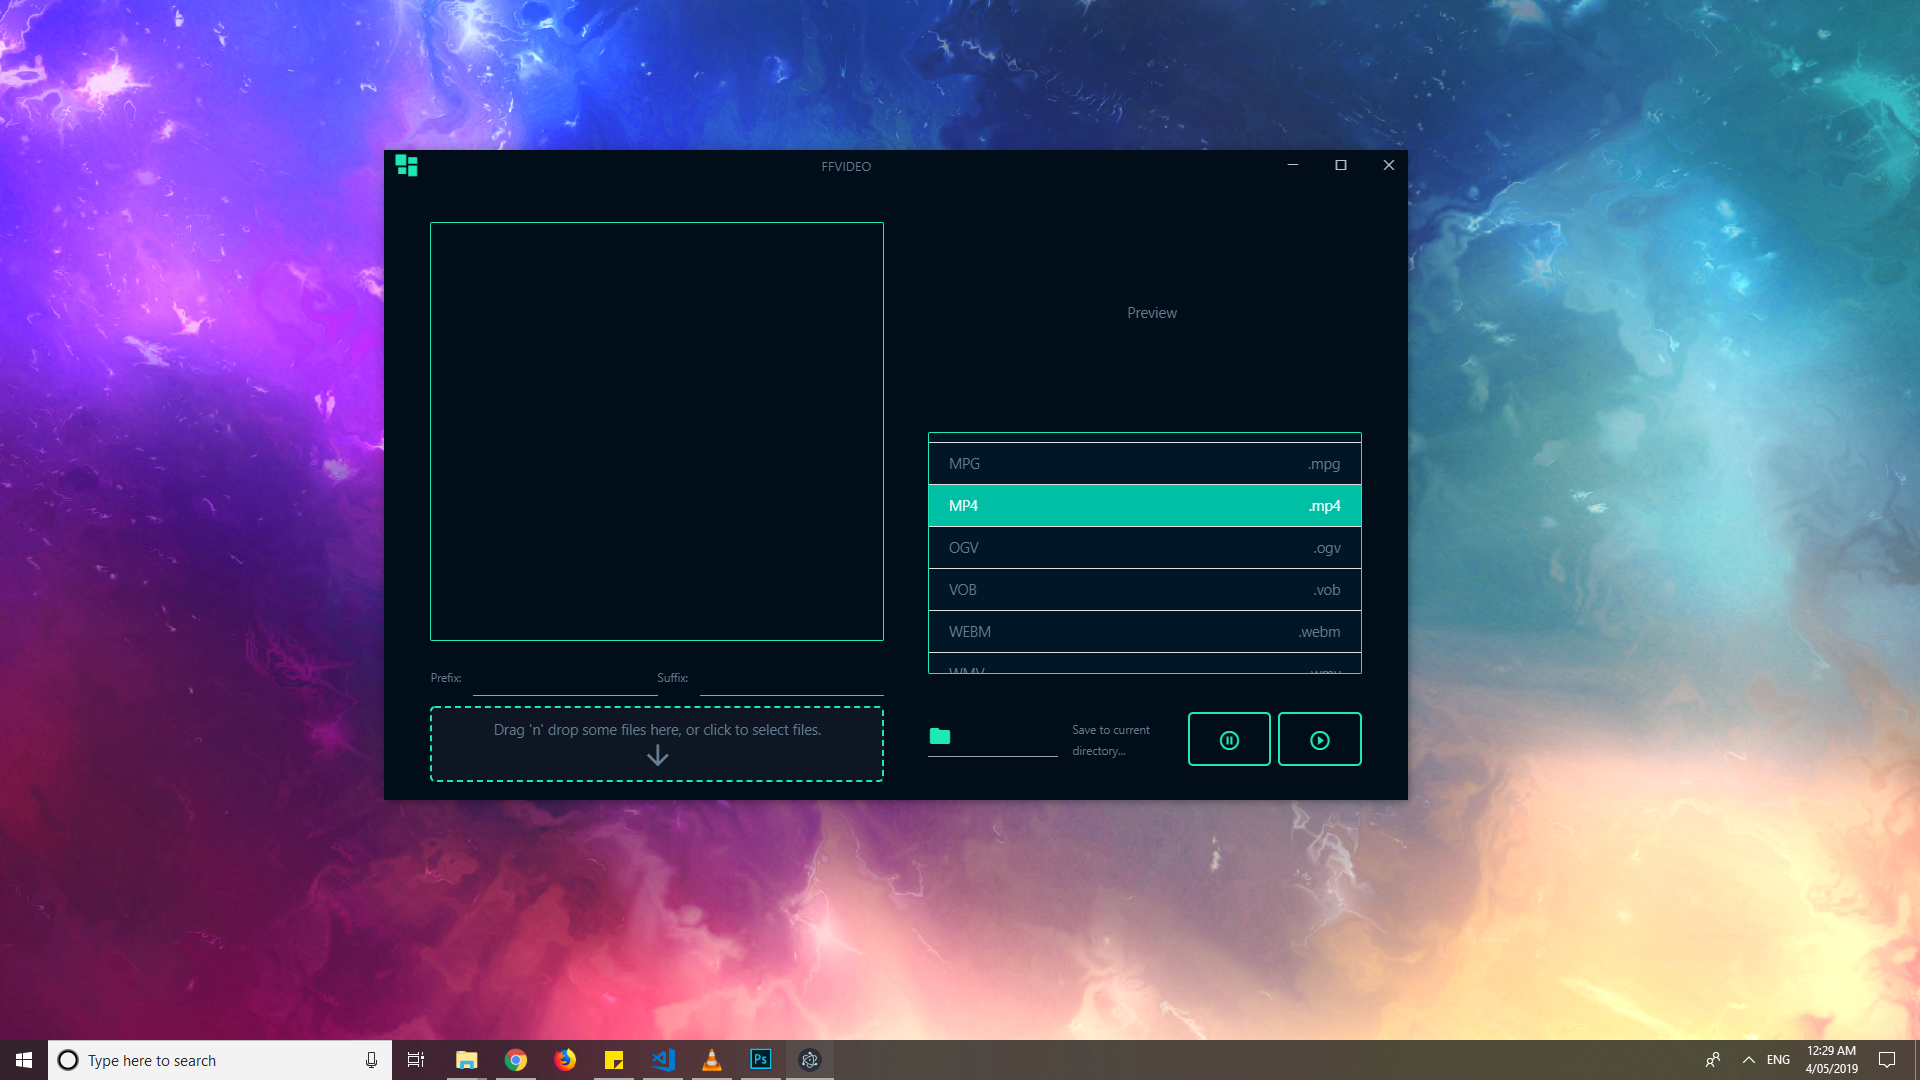 FFVIDEO
Preview
MPG .mpg
MP4 .mp4
OGV .ogv
VOB .vob
WEBM .webm
WMV .wmv
Prefix: Suffix:
Drag 'n' drop some files here, or click to select files.
Save to current
directory...
Type here to search
Ps
ENG
12:29 AM
4/05/2019